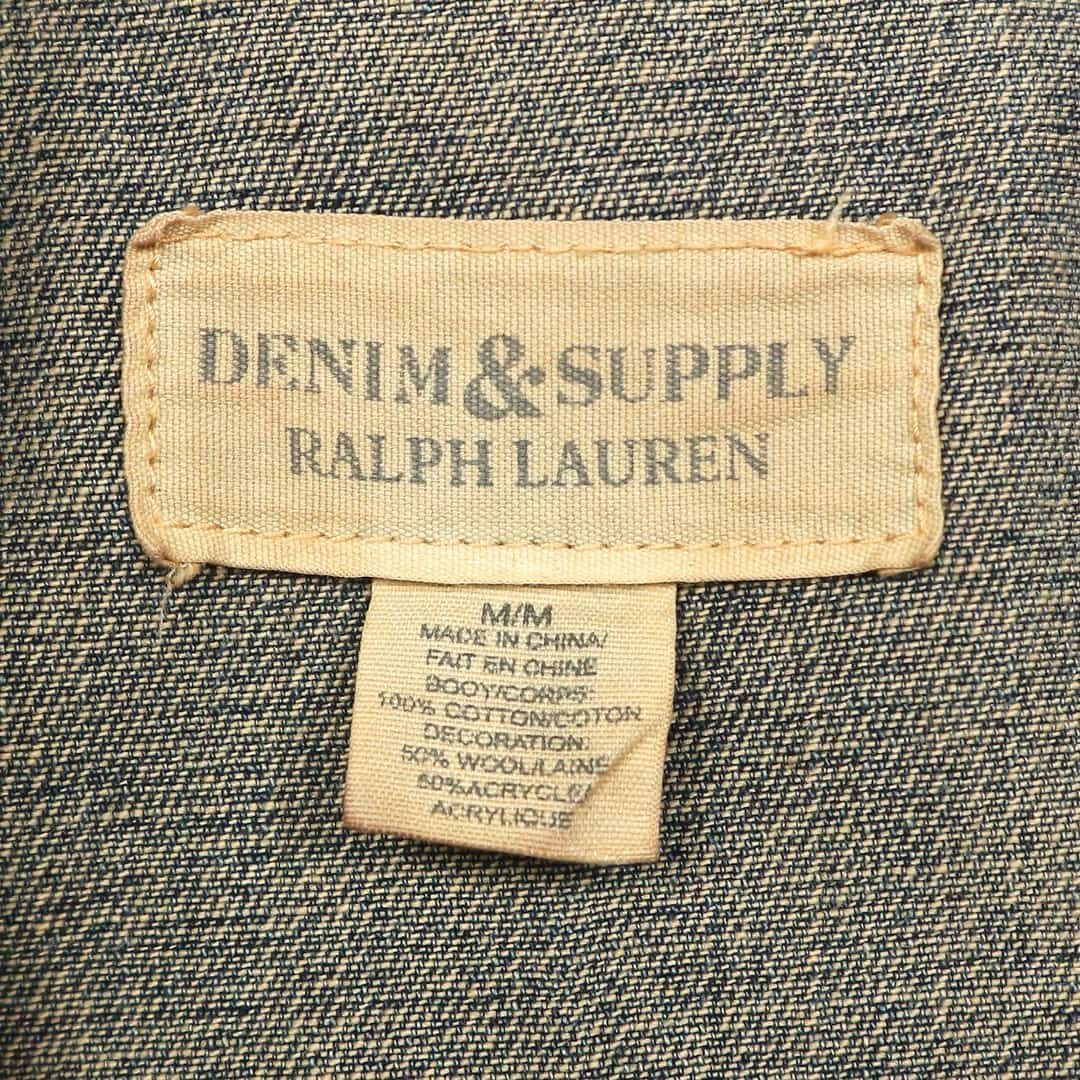 DENIM & SUPPLY
RALPH LAUREN
M/M
MADE IN CHINA/
FAIT EN CHINE
BODY/CORPS:
100% COTTON/COTON
DECORATION:
50% WOOL/LAINE
50%ACRYCLE/
ACRYLIQUE